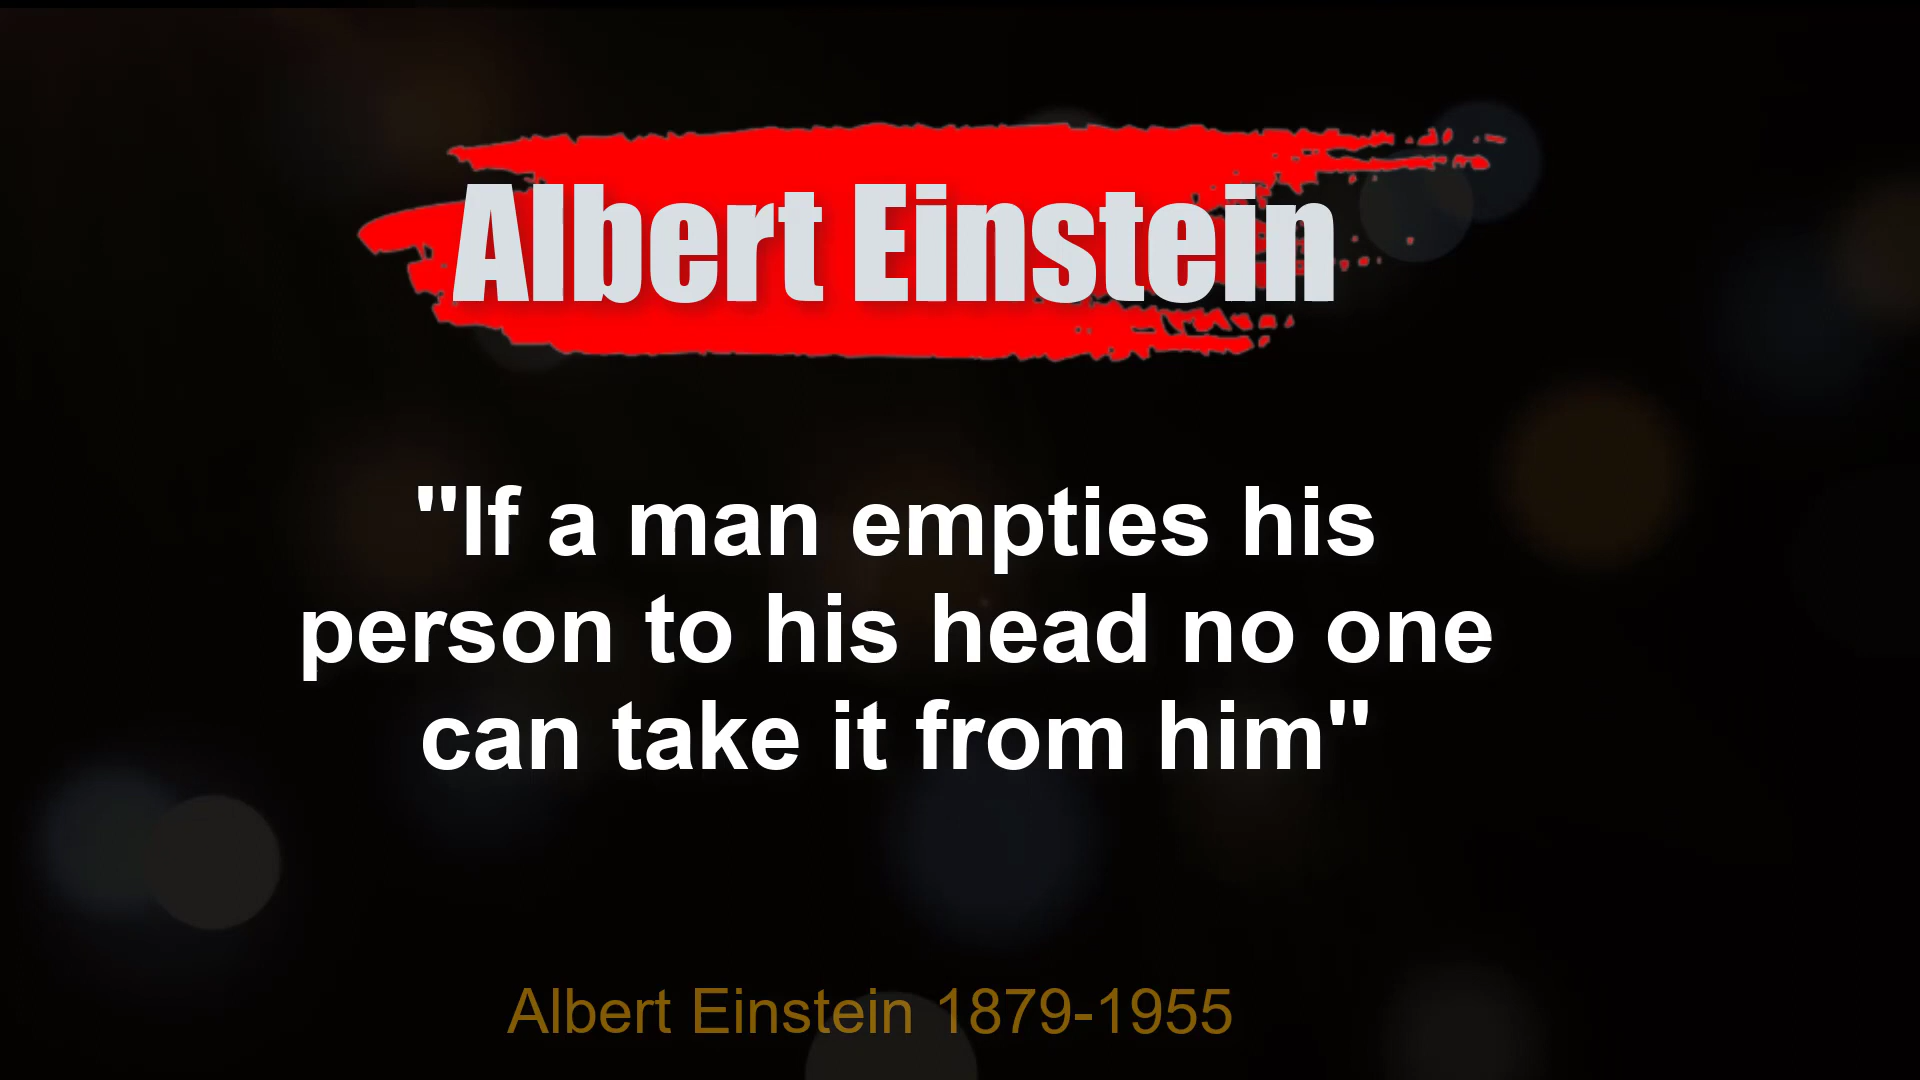 Albert Einstein
"If a man empties his
person to his head no one
can take it from him"
Albert Einstein 1879-1955